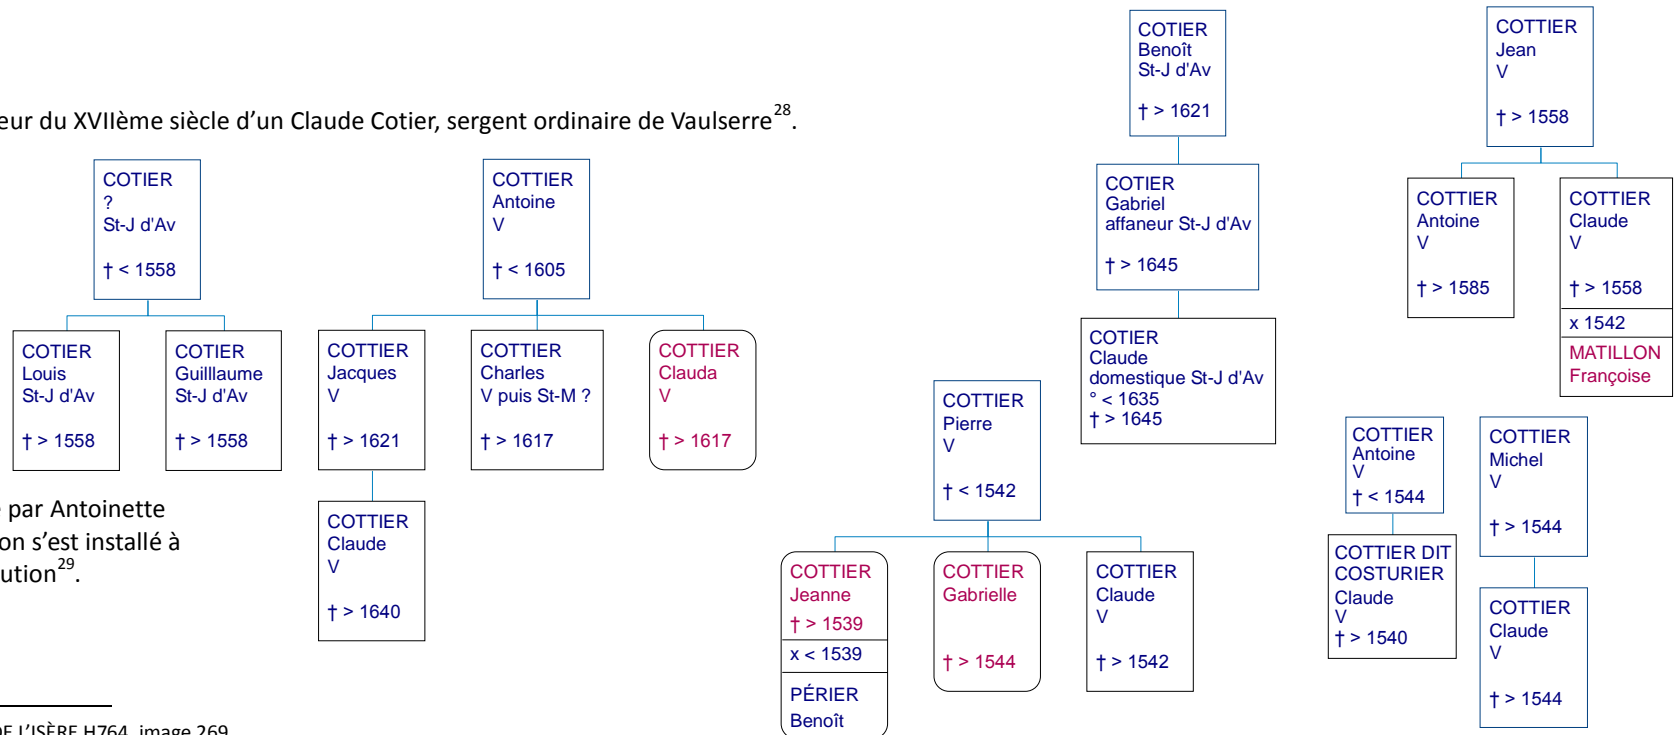 eur du XVIIème siècle d'un Claude Cotier, sergent ordinaire de Vaulserre28.
COTIER
?
St-J d'Av
† < 1558
COTIER
Louis
St-J d'Av
† > 1558
COTIER
Guilllaume
St-J d'Av
† > 1558
COTTIER
Antoine
V
† < 1605
COTTIER
Jacques
V
† > 1621
COTTIER
Charles
V puis St-M ?
† > 1617
COTTIER
Clauda
V
† > 1617
COTTIER
Claude
V
† > 1640
par Antoinette
on s'est installé à
ution29.
DE L'ISÈRE H764, image 269
COTIER
Benoît
St-J d'Av
† > 1621
COTIER
Gabriel
affaneur St-J d'Av
† > 1645
COTIER
Claude
domestique St-J d'Av
° < 1635
† > 1645
COTTIER
Pierre
V
† < 1542
COTTIER
Jeanne
† > 1539
x < 1539
PÉRIER
Benoît
COTTIER
Gabrielle
† > 1544
COTTIER
Claude
V
† > 1542
COTTIER
Jean
V
† > 1558
COTTIER
Antoine
V
† > 1585
COTTIER
Claude
V
† > 1558
x 1542
MATILLON
Françoise
COTTIER
Antoine
V
† < 1544
COTTIER DIT
COSTURIER
Claude
V
† > 1540
COTTIER
Michel
V
† > 1544
COTTIER
Claude
V
† > 1544